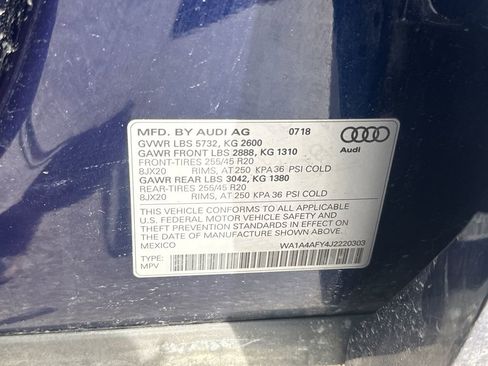 MFD. BY AUDI AG 0718
GVWR LBS 5732, KG 2600
GAWR FRONT LBS 2888, KG 1310
FRONT-TIRES 255/45 R20
8JX20 RIMS, AT 250 KPA 36 PSI COLD
GAWR REAR LBS 3042, KG 1380
REAR-TIRES 255/45 R20
8JX20 RIMS, AT 250 KPA 36 PSI COLD
Audi
THIS VEHICLE CONFORMS TO ALL APPLICABLE
U.S. FEDERAL MOTOR VEHICLE SAFETY AND
THEFT PREVENTION STANDARDS IN EFFECT ON
THE DATE OF MANUFACTURE SHOWN ABOVE.
MEXICO WA1A4AFY4J2220303
TYPE:
MPV